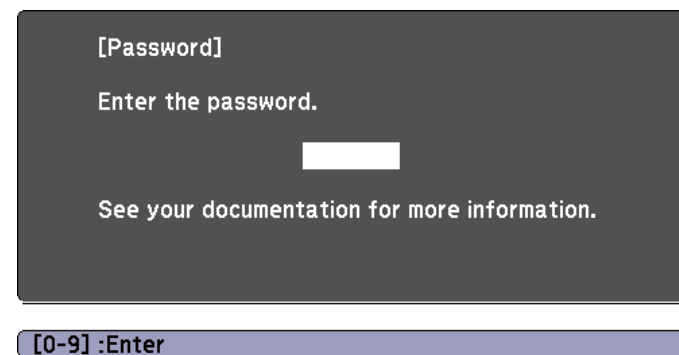 [Password]
Enter the password.
See your documentation for more information.
[0-9] :Enter